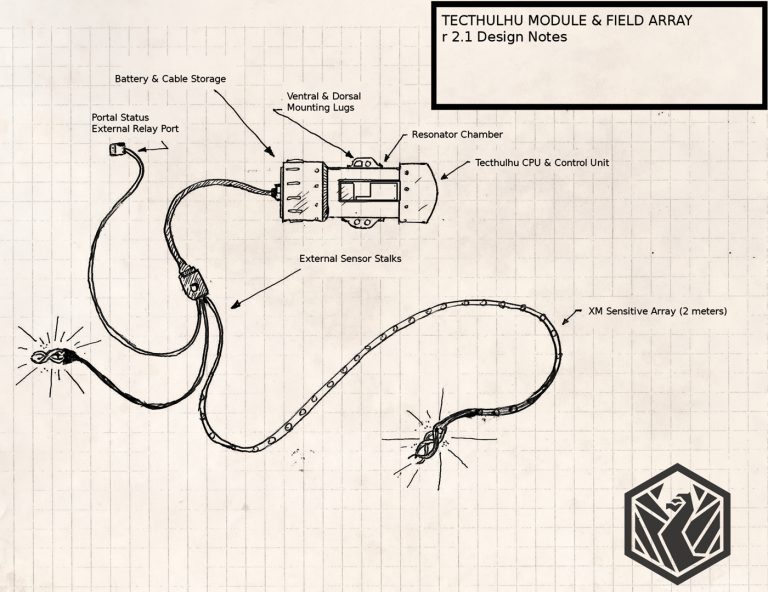 TECTHULHU MODULE & FIELD ARRAY
r 2.1 Design Notes
Battery & Cable Storage
Ventral & Dorsal
Mounting Lugs
Portal Status
External Relay Port
Resonator Chamber
Tecthulhu CPU & Control Unit
External Sensor Stalks
XM Sensitive Array (2 meters)